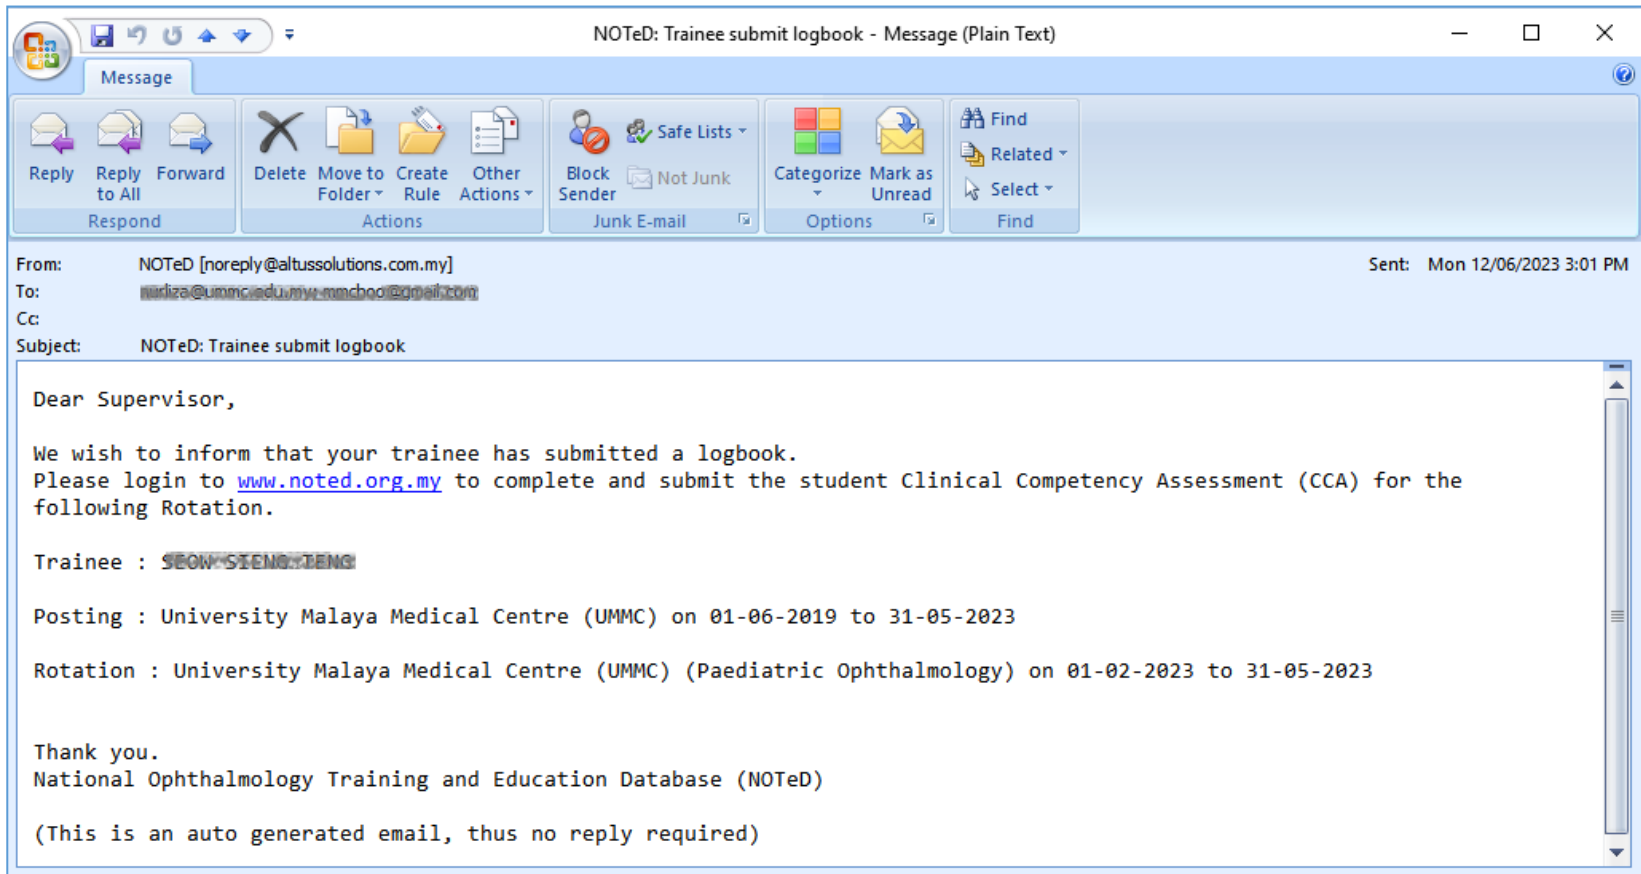 NOTeD: Trainee submit logbook - Message (Plain Text)
Message
Reply
Reply to All
Forward
Respond
Delete
Move to Folder
Create Rule
Other Actions
Actions
Block Sender
Safe Lists
Not Junk
Junk E-mail
Categorize
Mark as Unread
Options
Find
Related
Select
Find
From: NOTeD [noreply@altussolutions.com.my]
Sent: Mon 12/06/2023 3:01 PM
To:
Cc:
Subject: NOTeD: Trainee submit logbook
Dear Supervisor,
We wish to inform that your trainee has submitted a logbook.
Please login to www.noted.org.my to complete and submit the student Clinical Competency Assessment (CCA) for the
following Rotation.
Trainee :
Posting : University Malaya Medical Centre (UMMC) on 01-06-2019 to 31-05-2023
Rotation : University Malaya Medical Centre (UMMC) (Paediatric Ophthalmology) on 01-02-2023 to 31-05-2023
Thank you.
National Ophthalmology Training and Education Database (NOTeD)
(This is an auto generated email, thus no reply required)